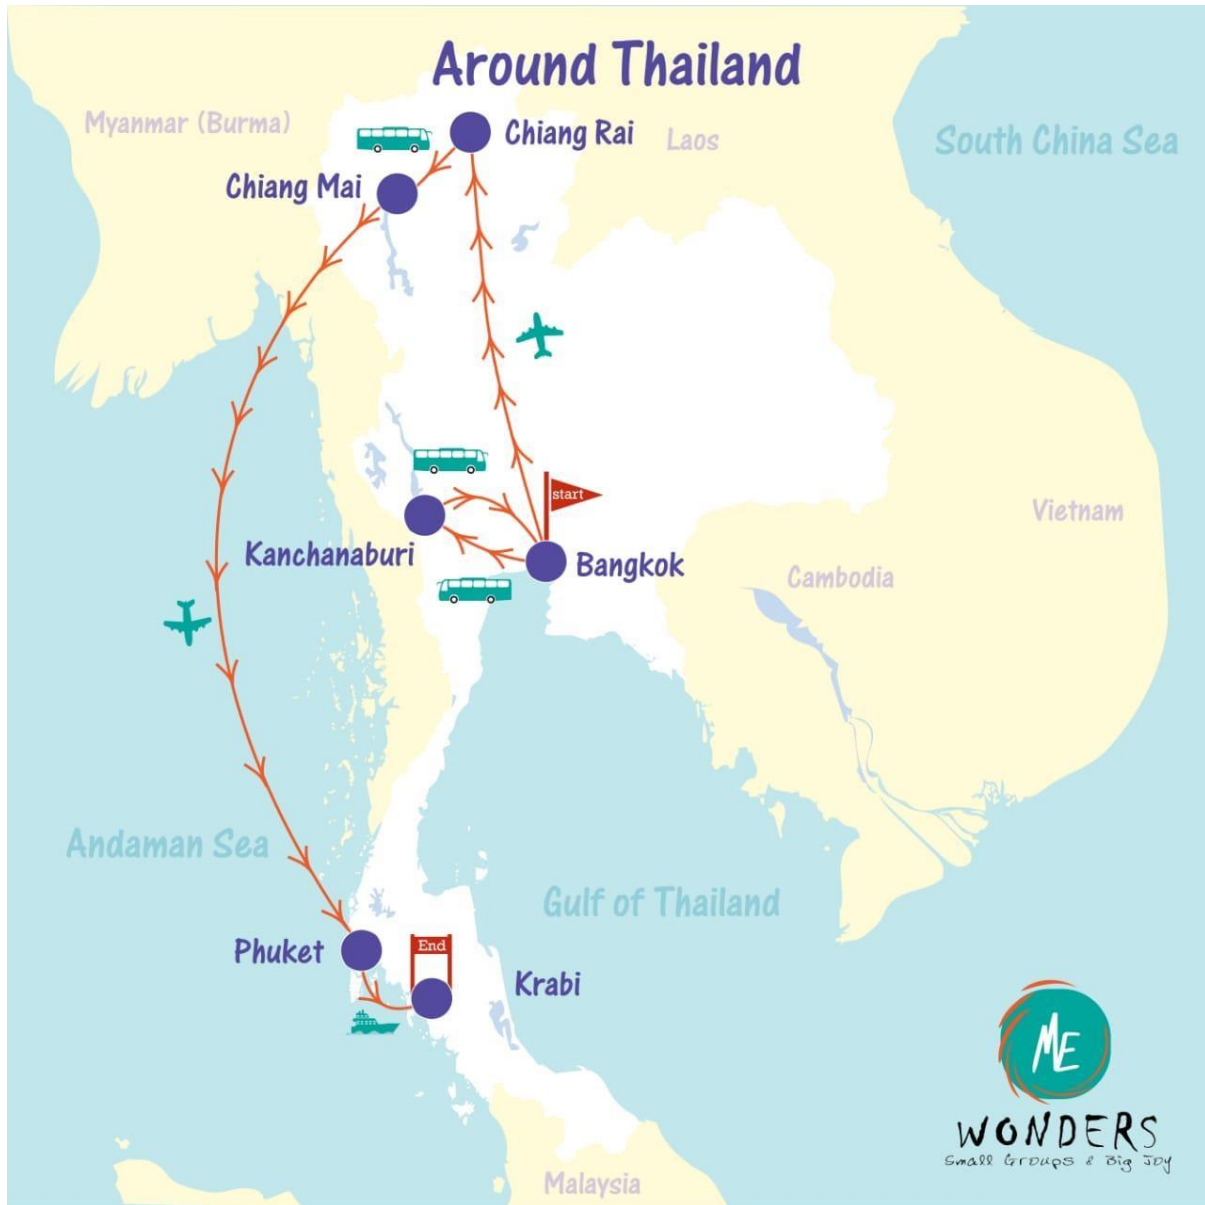 Around Thailand
Myanmar (Burma)
Chiang Rai
Laos
South China Sea
Chiang Mai
start
Vietnam
Kanchanaburi
Bangkok
Cambodia
Andaman Sea
Gulf of Thailand
Phuket
End
Krabi
ME
WONDERS
Small Groups & Big Joy
Malaysia